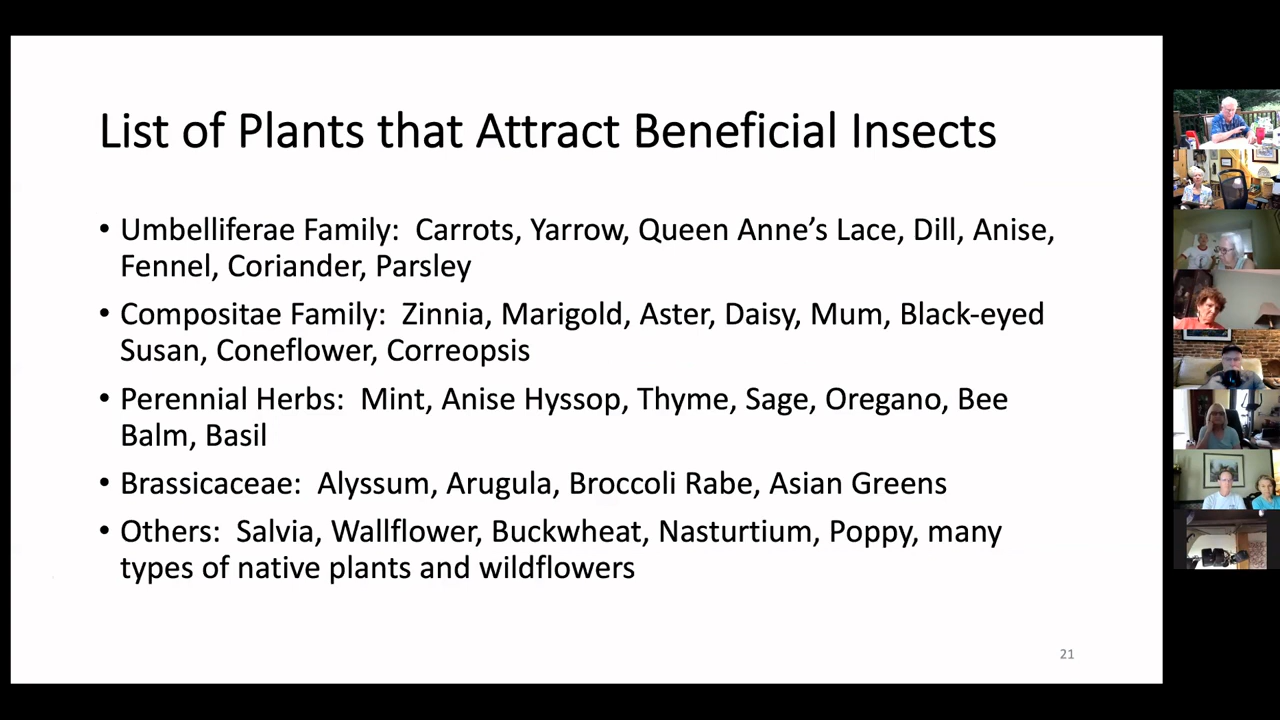 List of Plants that Attract Beneficial Insects
• Umbelliferae Family:  Carrots, Yarrow, Queen Anne’s Lace, Dill, Anise,
Fennel, Coriander, Parsley
• Compositae Family:  Zinnia, Marigold, Aster, Daisy, Mum, Black-eyed
Susan, Coneflower, Correopsis
• Perennial Herbs:  Mint, Anise Hyssop, Thyme, Sage, Oregano, Bee
Balm, Basil
• Brassicaceae:  Alyssum, Arugula, Broccoli Rabe, Asian Greens
• Others:  Salvia, Wallflower, Buckwheat, Nasturtium, Poppy, many
types of native plants and wildflowers
21